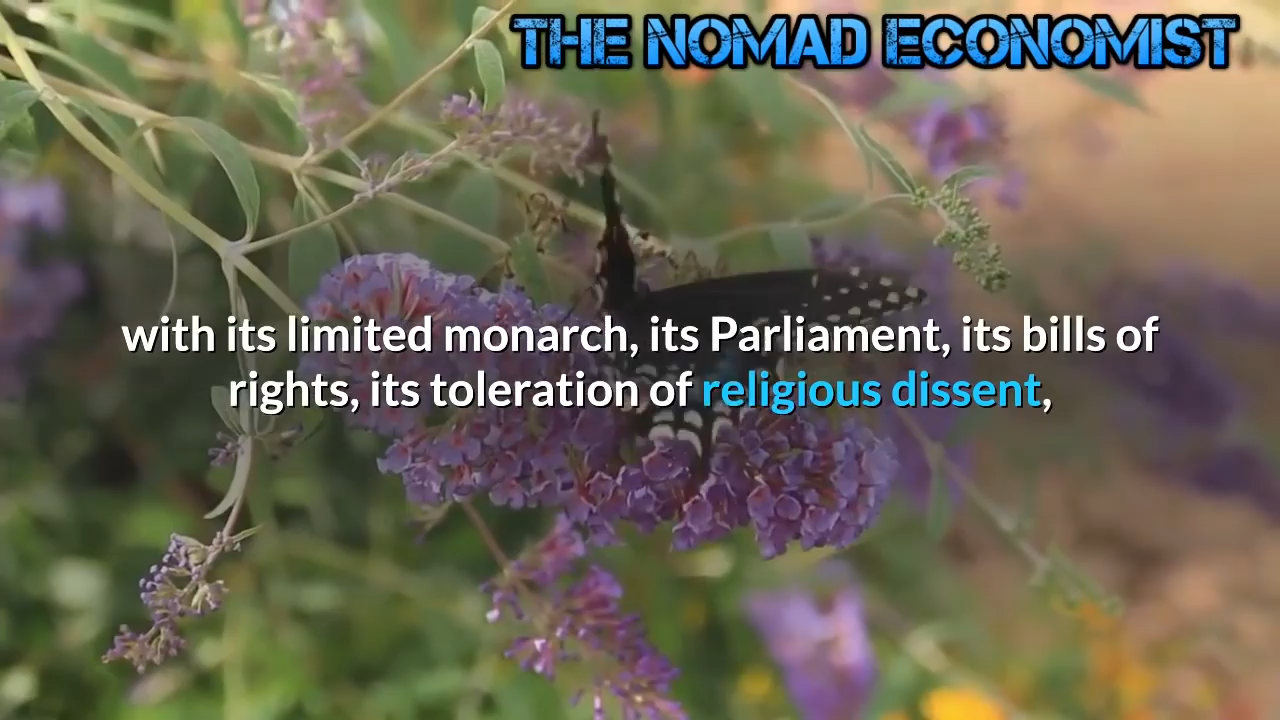 THE NOMAD ECONOMIST
with its limited monarch, its Parliament, its bills of
rights, its toleration of religious dissent,